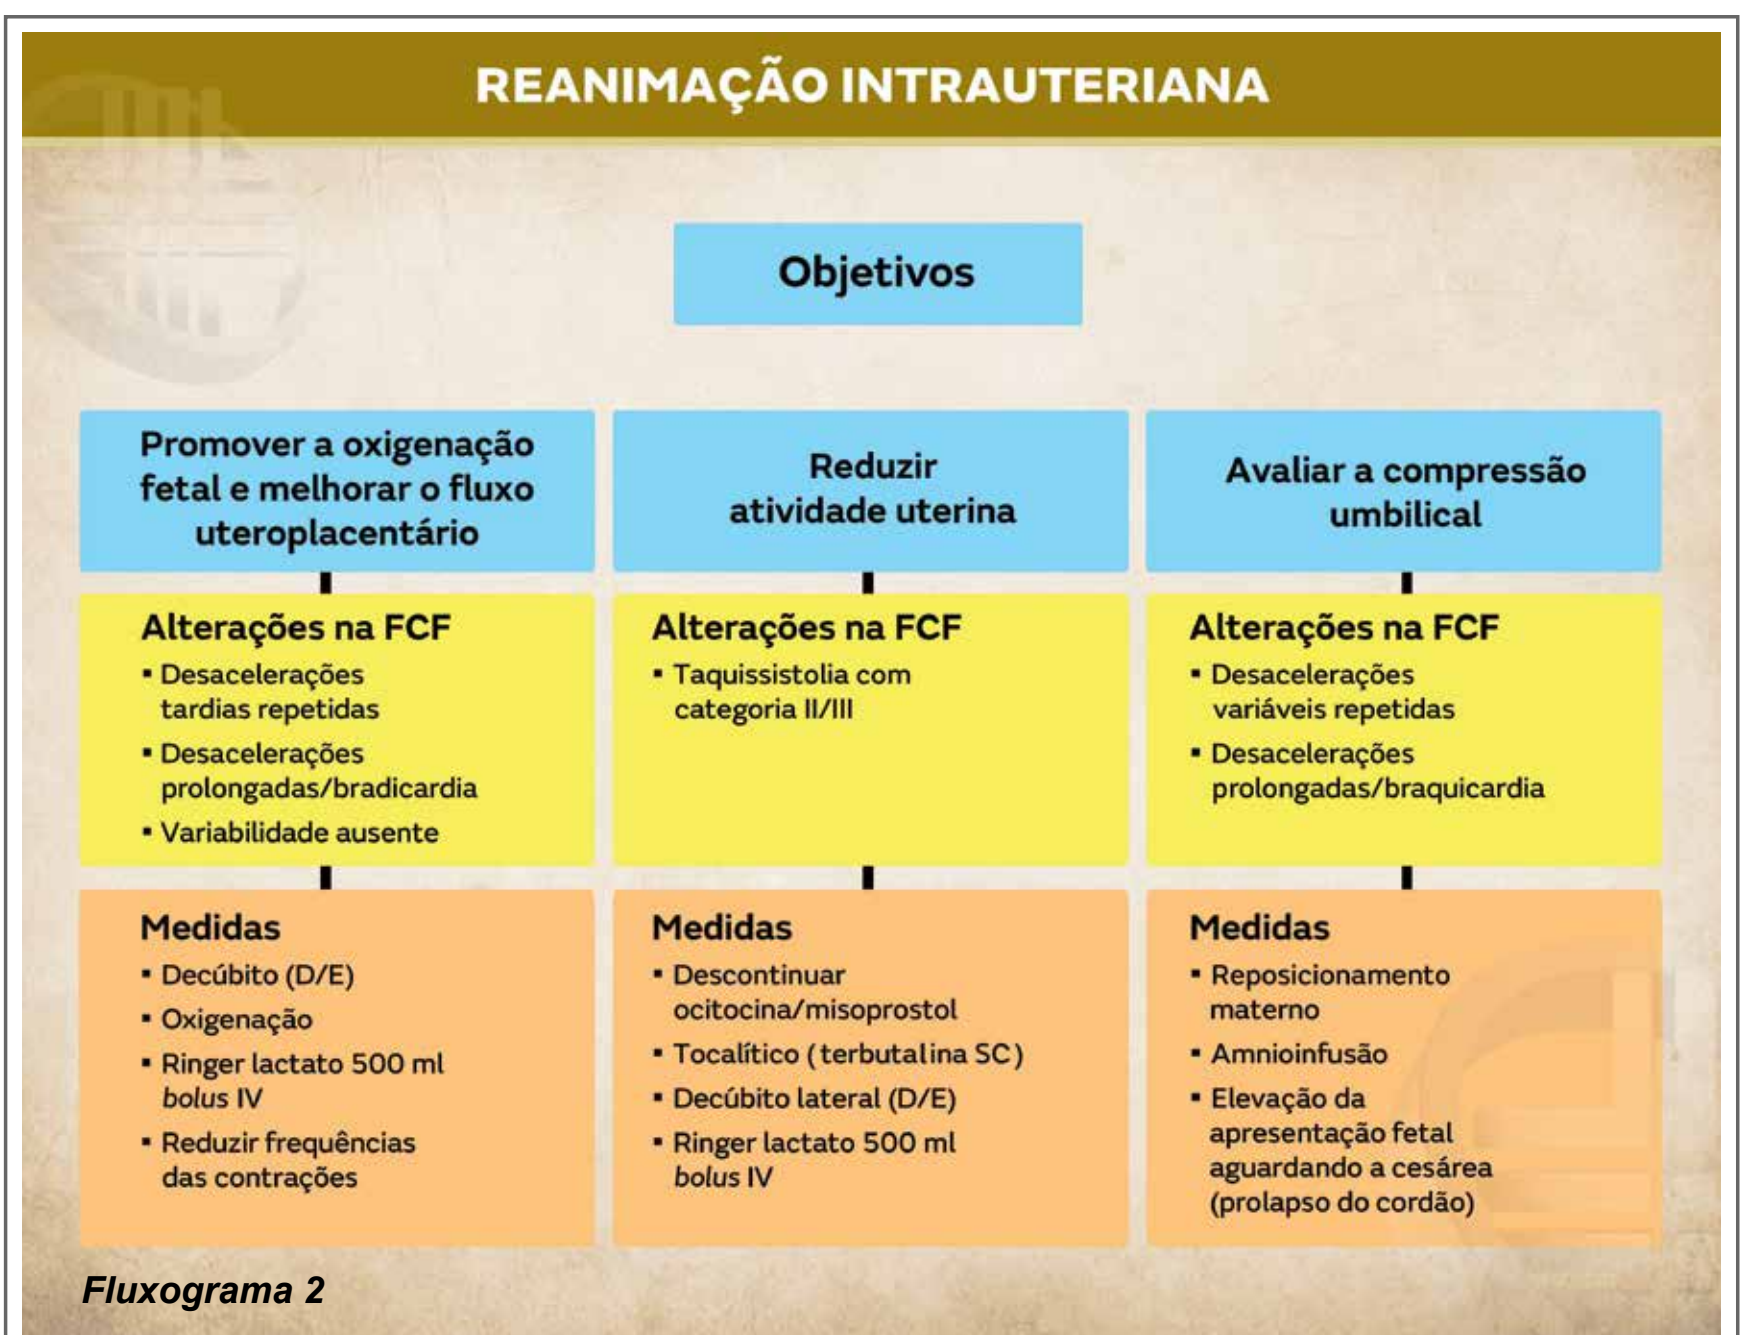 REANIMAÇÃO INTRAUTERIANA
Objetivos
Promover a oxigenação
fetal e melhorar o fluxo
uteroplacentário
Alterações na FCF
▪ Desacelerações
tardias repetidas
▪ Desacelerações
prolongadas/bradicardia
▪ Variabilidade ausente
Medidas
▪ Decúbito (D/E)
▪ Oxigenação
▪ Ringer lactato 500 ml
bolus IV
▪ Reduzir frequências
das contrações
Reduzir
atividade uterina
Alterações na FCF
▪ Taquissistolia com
categoria II/III
Medidas
▪ Descontinuar
ocitocina/misoprostol
▪ Tocalítico (terbutalina SC)
▪ Decúbito lateral (D/E)
▪ Ringer lactato 500 ml
bolus IV
Avaliar a compressão
umbilical
Alterações na FCF
▪ Desacelerações
variáveis repetidas
▪ Desacelerações
prolongadas/braquicardia
Medidas
▪ Reposicionamento
materno
▪ Amnioinfusão
▪ Elevação da
apresentação fetal
aguardando a cesárea
(prolapso do cordão)
Fluxograma 2